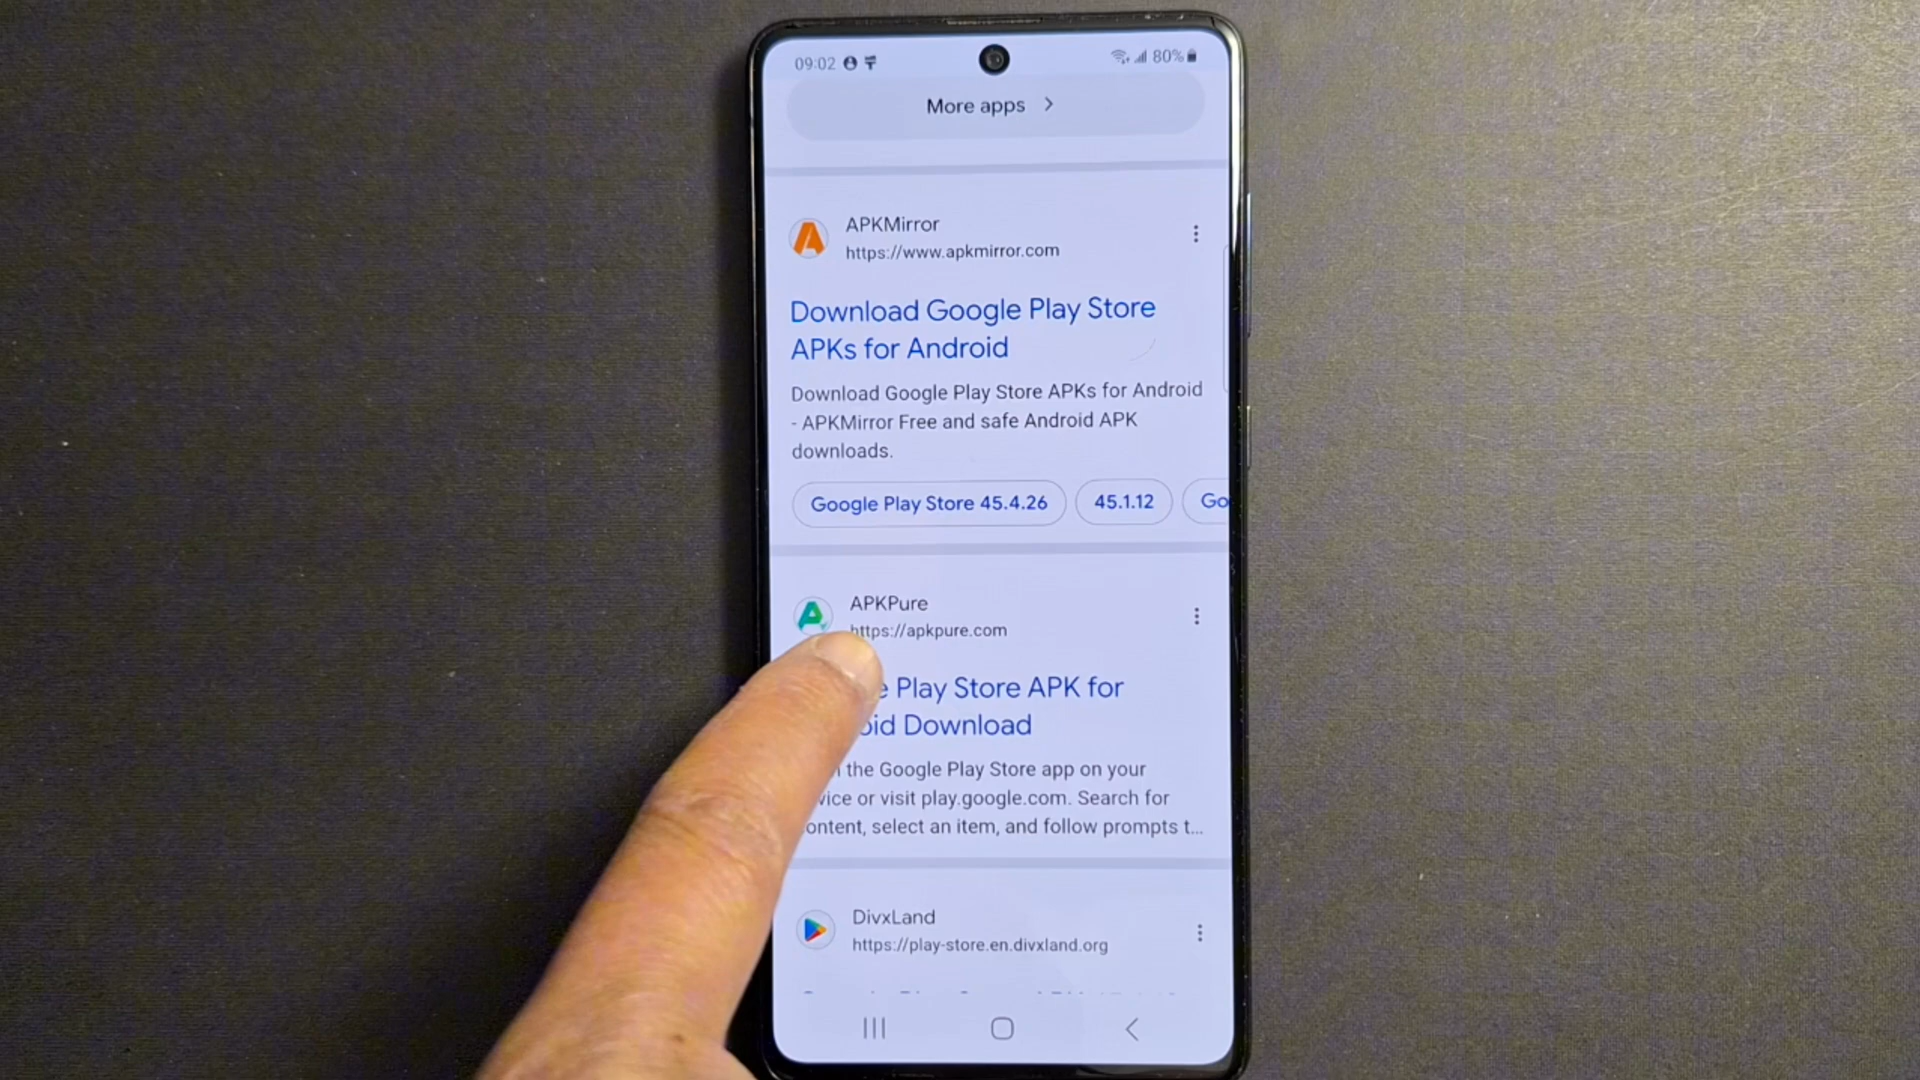 09:02
80%
More apps
APKMirror
https://www.apkmirror.com
Download Google Play Store
APKs for Android
Download Google Play Store APKs for Android
- APKMirror Free and safe Android APK
downloads.
Google Play Store 45.4.26
45.1.12
Go
APKPure
https://apkpure.com
Play Store APK for
Download
the Google Play Store app on your
or visit play.google.com. Search for
select an item, and follow prompts t...
DivxLand
https://play-store.en.divxland.org